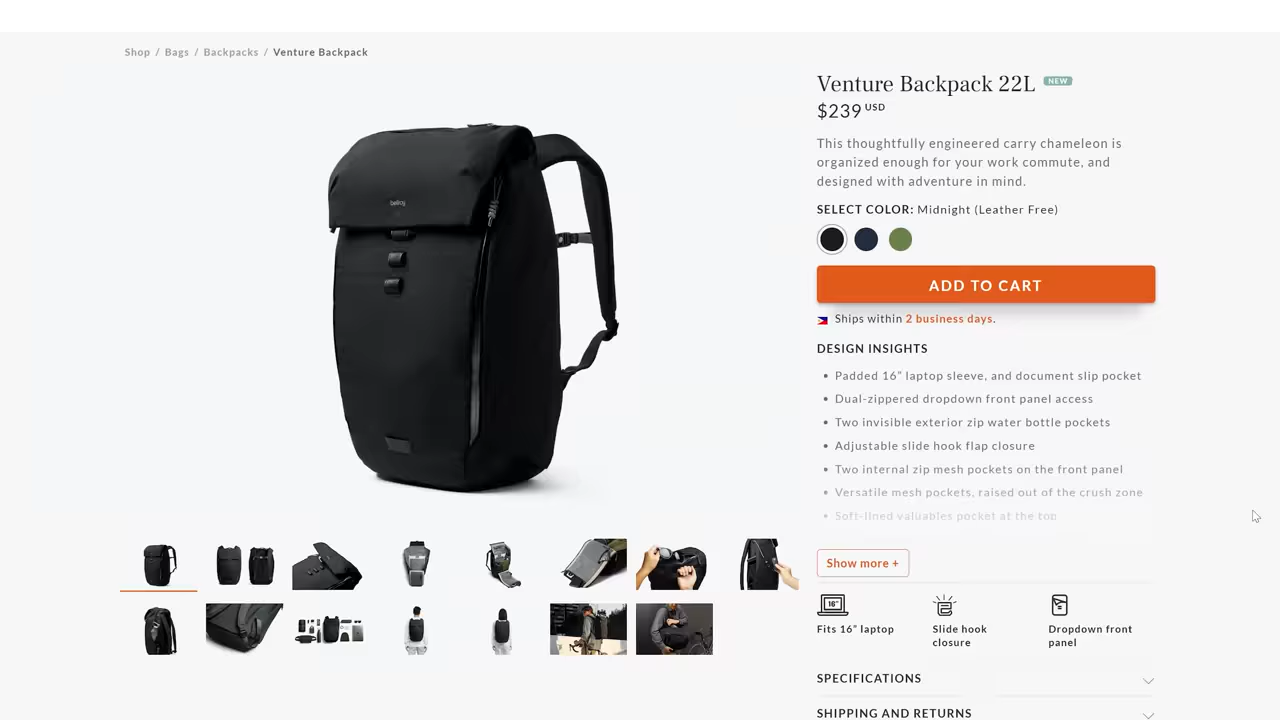 Shop / Bags / Backpacks / Venture Backpack
bellroy
Venture Backpack 22L NEW
$239 USD
This thoughtfully engineered carry chameleon is
organized enough for your work commute, and
designed with adventure in mind.
SELECT COLOR: Midnight (Leather Free)
ADD TO CART
Ships within 2 business days.
DESIGN INSIGHTS
• Padded 16” laptop sleeve, and document slip pocket
• Dual-zippered dropdown front panel access
• Two invisible exterior zip water bottle pockets
• Adjustable slide hook flap closure
• Two internal zip mesh pockets on the front panel
• Versatile mesh pockets, raised out of the crush zone
• Soft-lined valuables pocket at the top
Show more +
16"
Fits 16” laptop
Slide hook
closure
Dropdown front
panel
SPECIFICATIONS
SHIPPING AND RETURNS